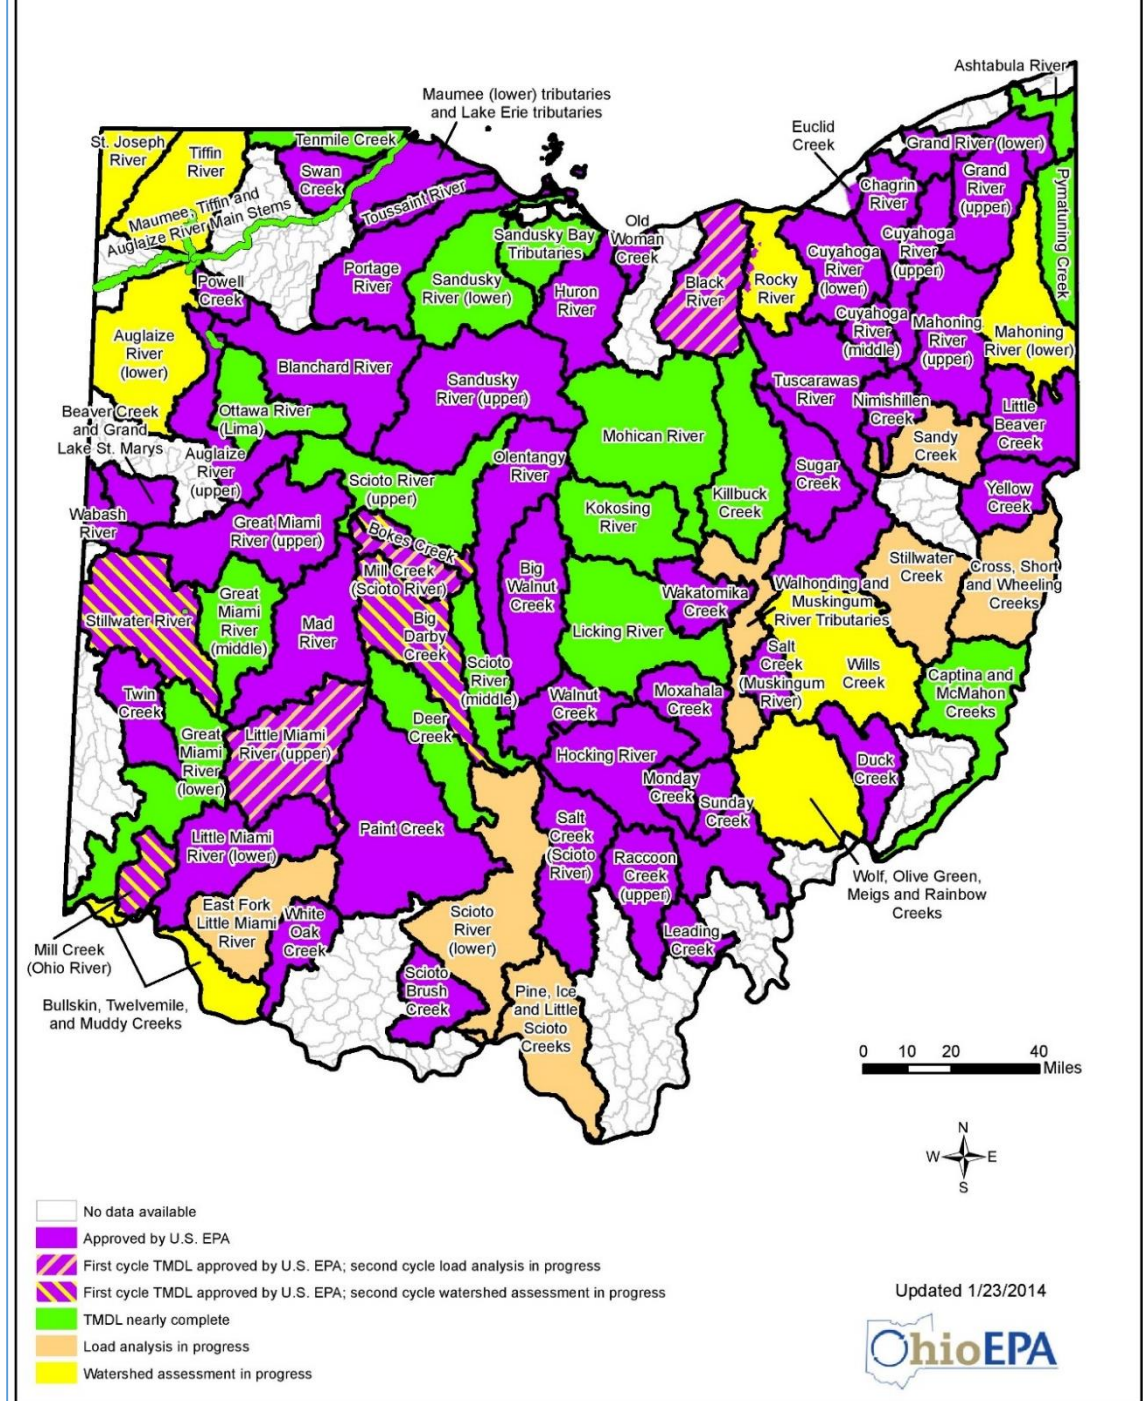 Ashtabula River
Maumee (lower) tributaries
and Lake Erie tributaries
Euclid
Creek
St. Joseph
River
Tiffin
River
Tenmile Creek
Swan
Creek
Toussaint River
Maumee, Tiffin and
Auglaize River Main Stems
Grand River (lower)
Grand
River
(upper)
Chagrin
River
Pymatuning Creek
Old
Woman
Creek
Sandusky Bay
Tributaries
Cuyahoga
River
(upper)
Cuyahoga
River
(lower)
Portage
River
Sandusky
River (lower)
Huron
River
Black
River
Rocky
River
Powell
Creek
Cuyahoga
River
(middle)
Mahoning
River
(upper)
Mahoning
River (lower)
Auglaize
River
(lower)
Blanchard River
Sandusky
River (upper)
Tuscarawas
River
Nimishillen
Creek
Little
Beaver
Creek
Beaver Creek
and Grand
Lake St. Marys
Ottawa River
(Lima)
Mohican River
Sandy
Creek
Auglaize
River
(upper)
Olentangy
River
Sugar
Creek
Scioto River
(upper)
Killbuck
Creek
Yellow
Creek
Wabash
River
Great Miami
River (upper)
Kokosing
River
Bokes Creek
Mill Creek
(Scioto River)
Big
Walnut
Creek
Wakatomika
Creek
Walhonding and
Muskingum
River Tributaries
Stillwater
Creek
Cross, Short
and Wheeling
Creeks
Stillwater River
Great
Miami
River
(middle)
Mad
River
Big
Darby
Creek
Licking River
Scioto
River
(middle)
Salt
Creek
(Muskingum
River)
Wills
Creek
Captina and
McMahon
Creeks
Twin
Creek
Walnut
Creek
Moxahala
Creek
Deer
Creek
Great
Miami
River
(lower)
Little Miami
River (upper)
Hocking River
Monday
Creek
Sunday
Creek
Duck
Creek
Paint Creek
Little Miami
River (lower)
Salt
Creek
(Scioto
River)
Raccoon
Creek
(upper)
Wolf, Olive Green,
Meigs and Rainbow
Creeks
East Fork
Little Miami
River
White
Oak
Creek
Scioto
River
(lower)
Leading
Creek
Mill Creek
(Ohio River)
Scioto
Brush
Creek
Pine, Ice
and Little
Scioto
Creeks
Bullskin, Twelvemile,
and Muddy Creeks
0 10 20 40
Miles
N
W E
S
No data available
Approved by U.S. EPA
First cycle TMDL approved by U.S. EPA; second cycle load analysis in progress
First cycle TMDL approved by U.S. EPA; second cycle watershed assessment in progress
TMDL nearly complete
Load analysis in progress
Watershed assessment in progress
Updated 1/23/2014
OhioEPA